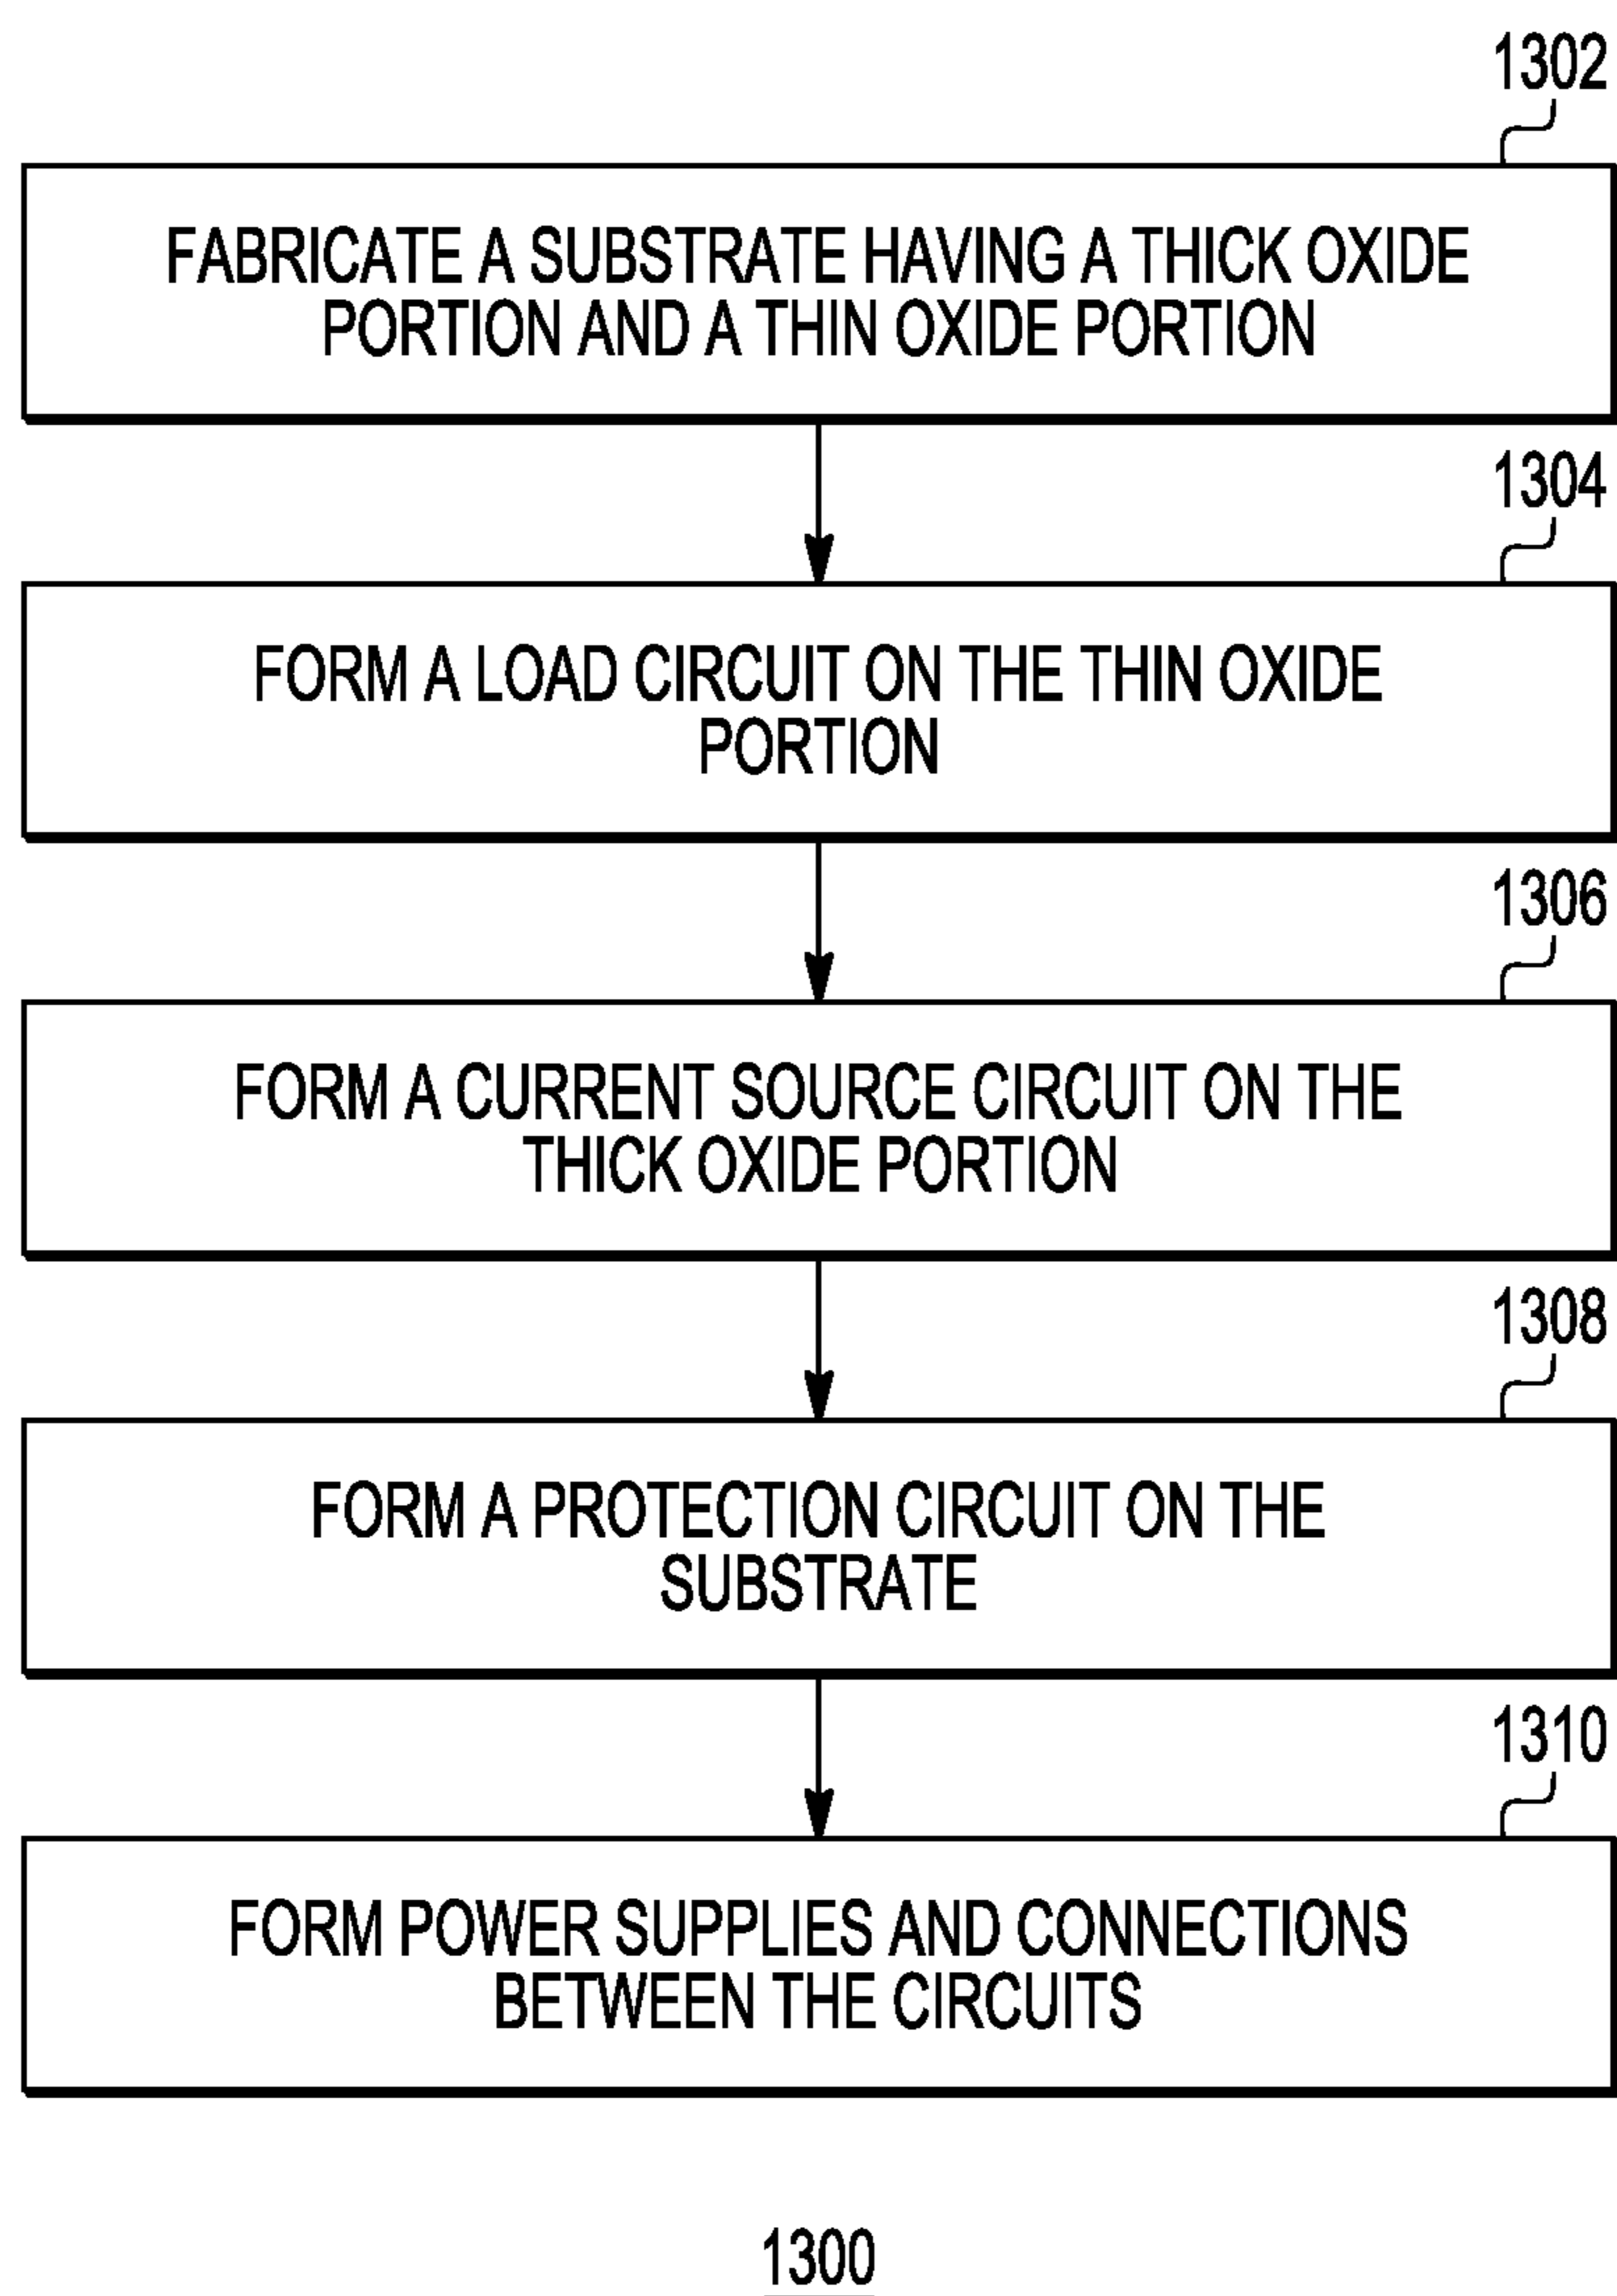 1302
FABRICATE A SUBSTRATE HAVING A THICK OXIDE
PORTION AND A THIN OXIDE PORTION
1304
FORM A LOAD CIRCUIT ON THE THIN OXIDE
PORTION
1306
FORM A CURRENT SOURCE CIRCUIT ON THE
THICK OXIDE PORTION
1308
FORM A PROTECTION CIRCUIT ON THE
SUBSTRATE
1310
FORM POWER SUPPLIES AND CONNECTIONS
BETWEEN THE CIRCUITS
1300